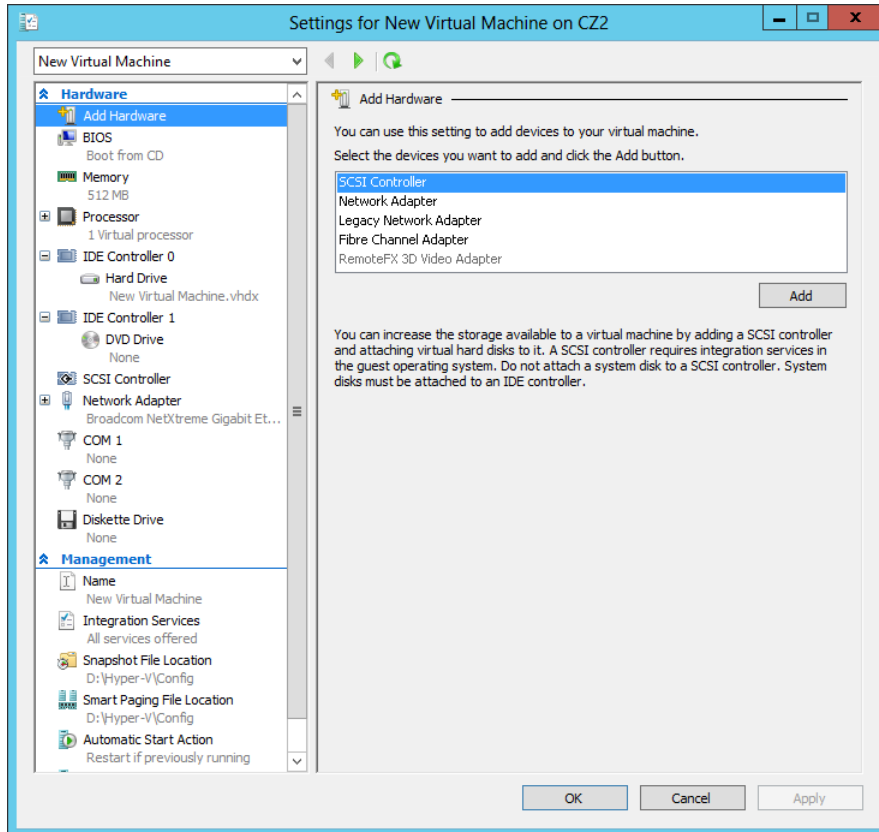 Settings for New Virtual Machine on CZ2
New Virtual Machine
Hardware
Add Hardware
BIOS
Boot from CD
Memory
512 MB
Processor
1 Virtual processor
IDE Controller 0
Hard Drive
New Virtual Machine.vhdx
IDE Controller 1
DVD Drive
None
SCSI Controller
Network Adapter
Broadcom NetXtreme Gigabit Et...
COM 1
None
COM 2
None
Diskette Drive
None
Management
Name
New Virtual Machine
Integration Services
All services offered
Snapshot File Location
D:\Hyper-V\Config
Smart Paging File Location
D:\Hyper-V\Config
Automatic Start Action
Restart if previously running
Add Hardware
You can use this setting to add devices to your virtual machine.
Select the devices you want to add and click the Add button.
SCSI Controller
Network Adapter
Legacy Network Adapter
Fibre Channel Adapter
RemoteFX 3D Video Adapter
Add
You can increase the storage available to a virtual machine by adding a SCSI controller
and attaching virtual hard disks to it. A SCSI controller requires integration services in
the guest operating system. Do not attach a system disk to a SCSI controller. System
disks must be attached to an IDE controller.
OK
Cancel
Apply